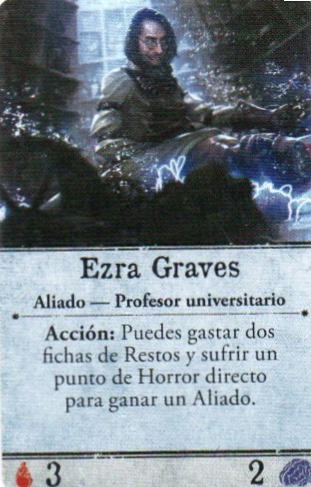 Ezra Graves
Aliado — Profesor universitario
Acción: Puedes gastar dos
fichas de Restos y sufrir un
punto de Horror directo
para ganar un Aliado.
3 2